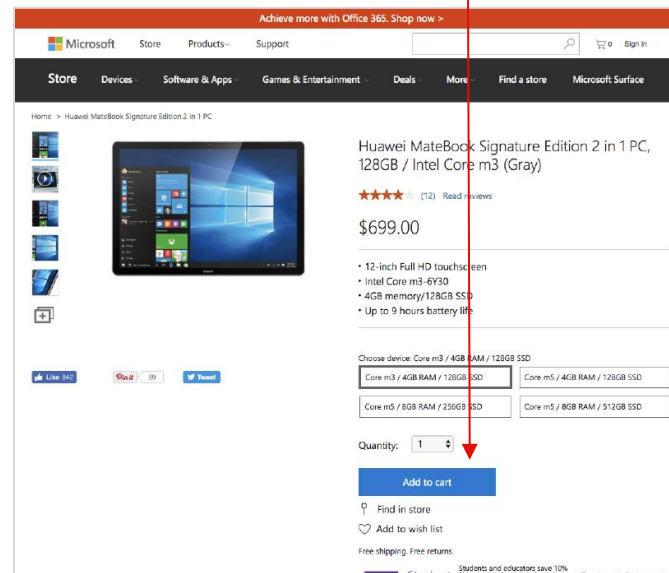 Achieve more with Office 365. Shop now >
Microsoft Store Products Support 0 Sign in
Store Devices Software & Apps Games & Entertainment Deals More Find a store Microsoft Surface
Home > Huawei MateBook Signature Edition 2 in 1 PC
Huawei MateBook Signature Edition 2 in 1 PC,
128GB / Intel Core m3 (Gray)
(12) Read reviews
$699.00
• 12-inch Full HD touchscreen
• Intel Core m3-6Y30
• 4GB memory/128GB SSD
• Up to 9 hours battery life
Choose device: Core m3 / 4GB RAM / 128GB SSD
Core m3 / 4GB RAM / 128GB SSD
Core m5 / 4GB RAM / 128GB SSD
Core m5 / 8GB RAM / 256GB SSD
Core m5 / 8GB RAM / 512GB SSD
Like
Pin it
Tweet
Quantity: 1
Add to cart
Find in store
Add to wish list
Free shipping. Free returns.
Students and educators save 10%